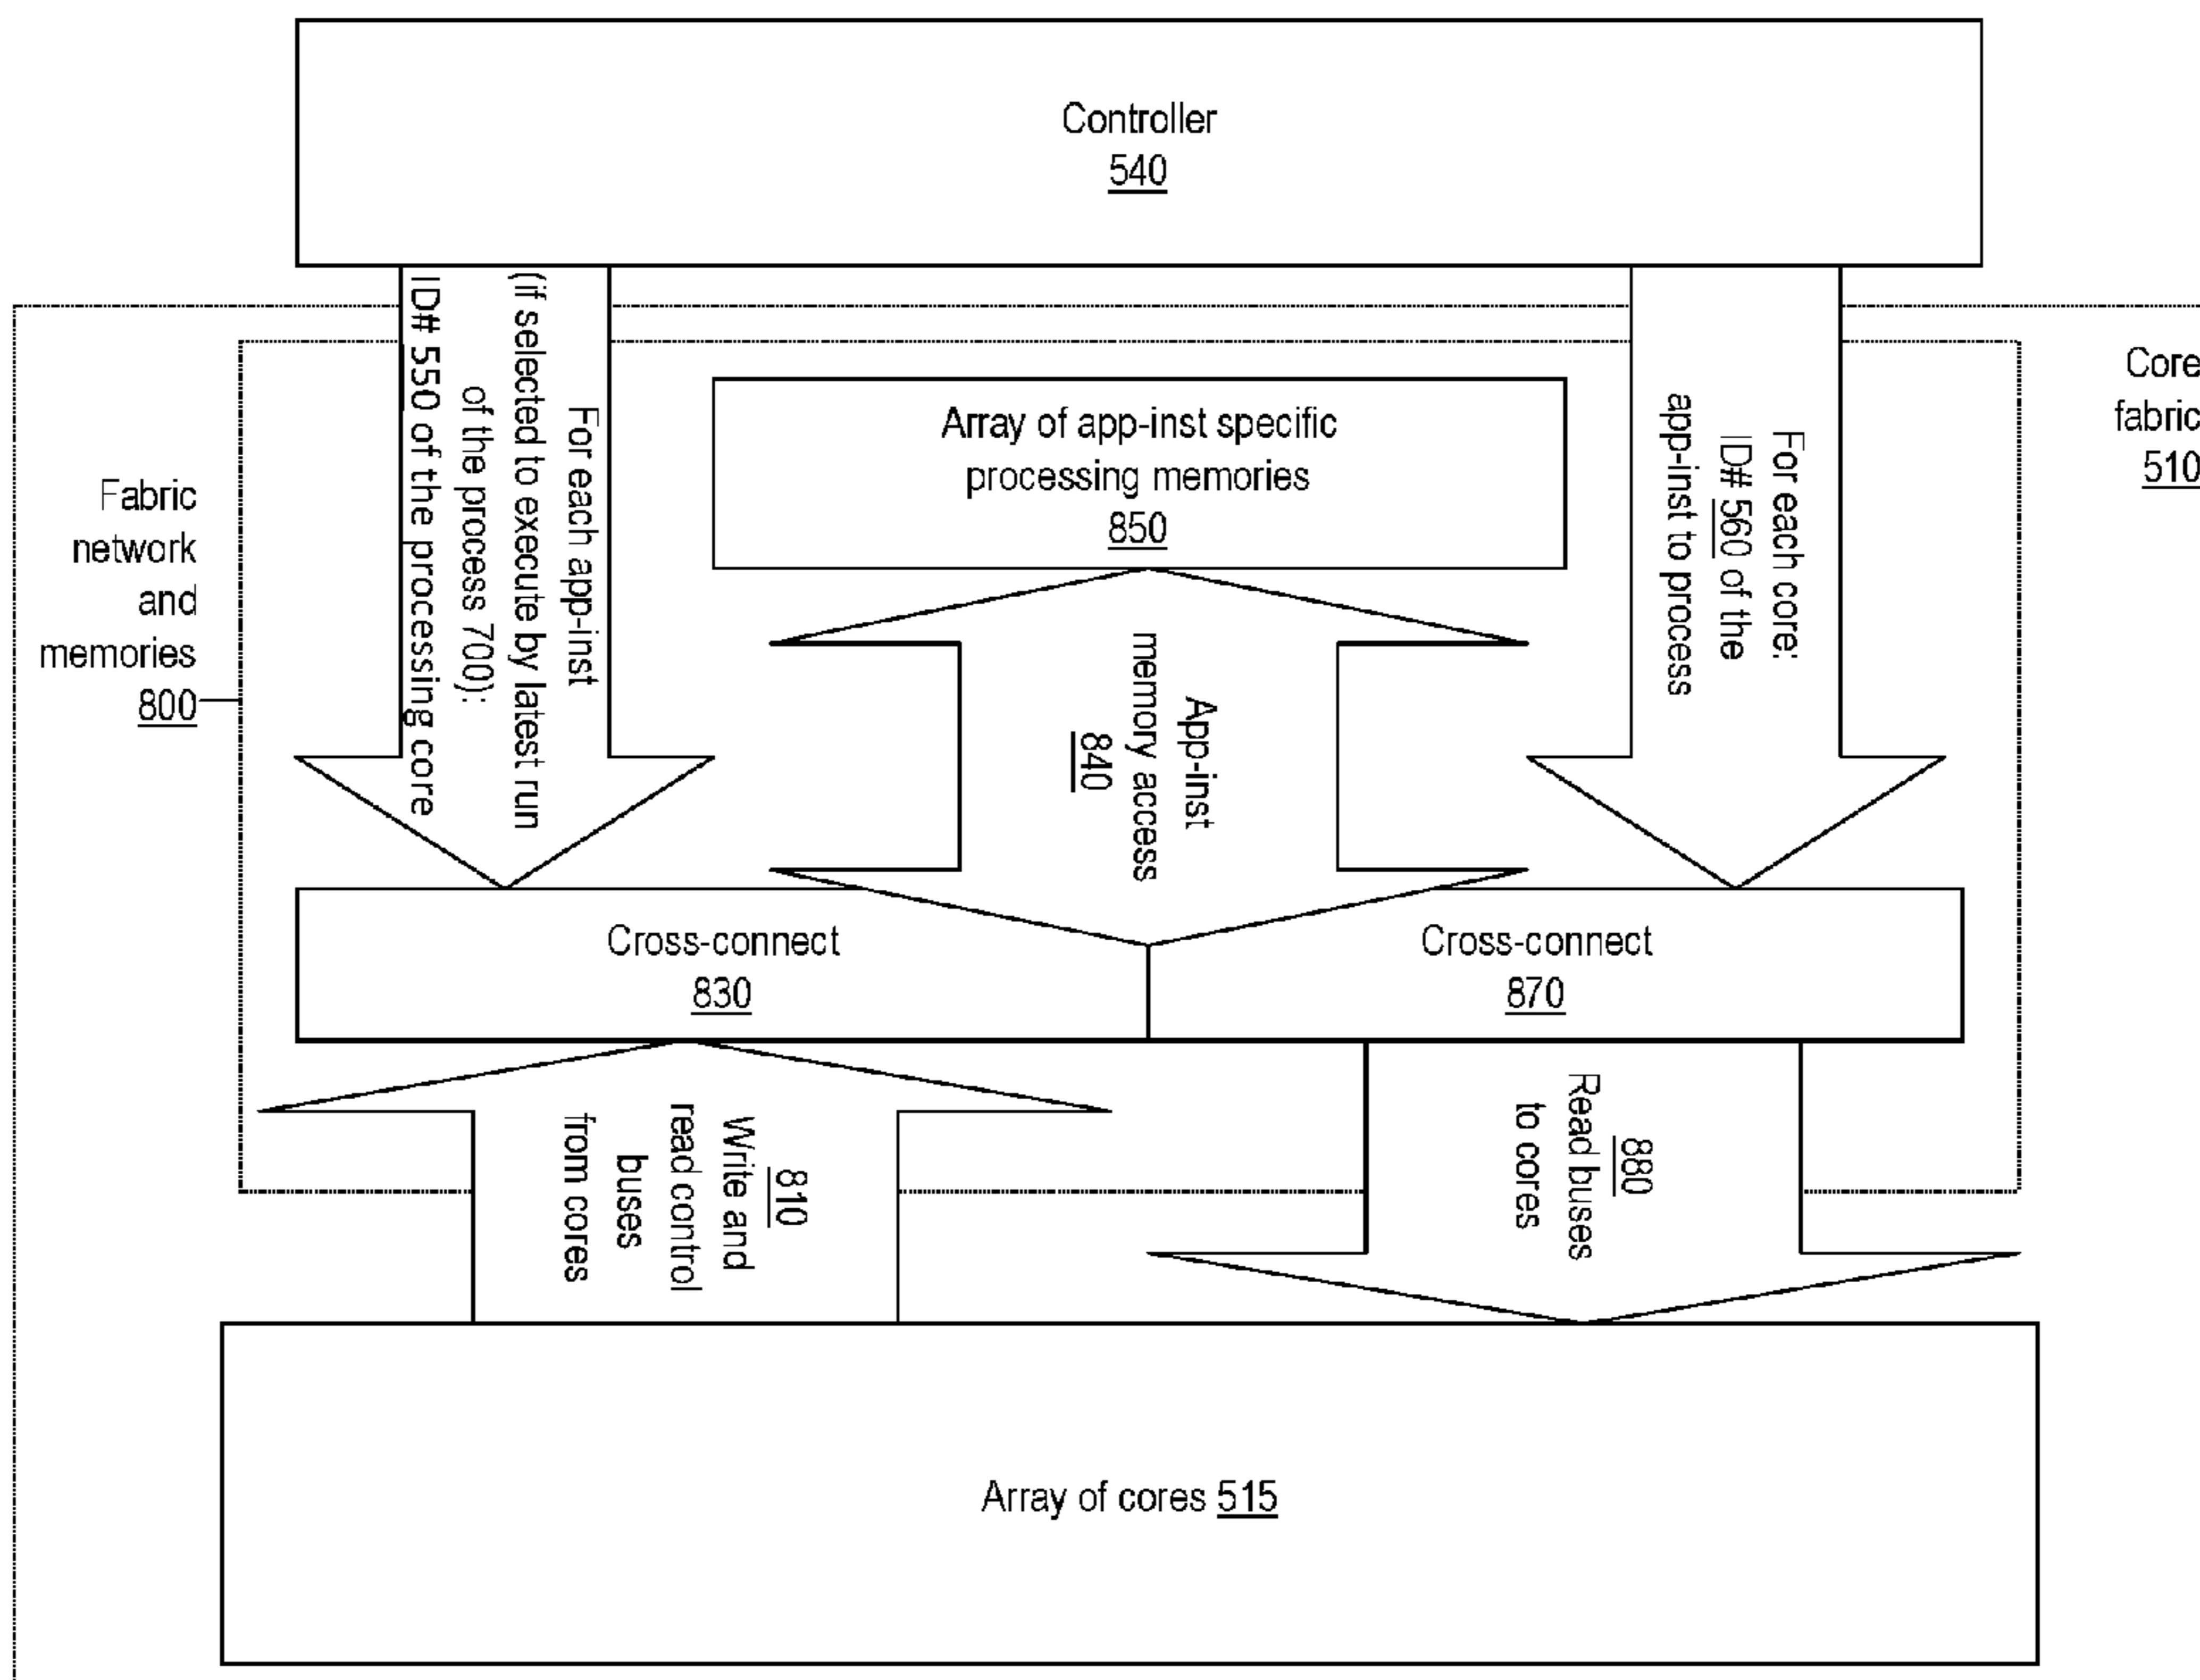 Controller
540
For each app-inst
(if selected to execute by latest run
of the process 700):
ID# 550 of the processing core
For each core:
ID# 560 of the
app-inst to process
Core
fabric
510
Array of app-inst specific
processing memories
850
Fabric
network
and
memories
800
App-inst
memory access
840
Cross-connect
830
Cross-connect
870
810
Write and
read control
buses
from cores
880
Read buses
to cores
Array of cores 515